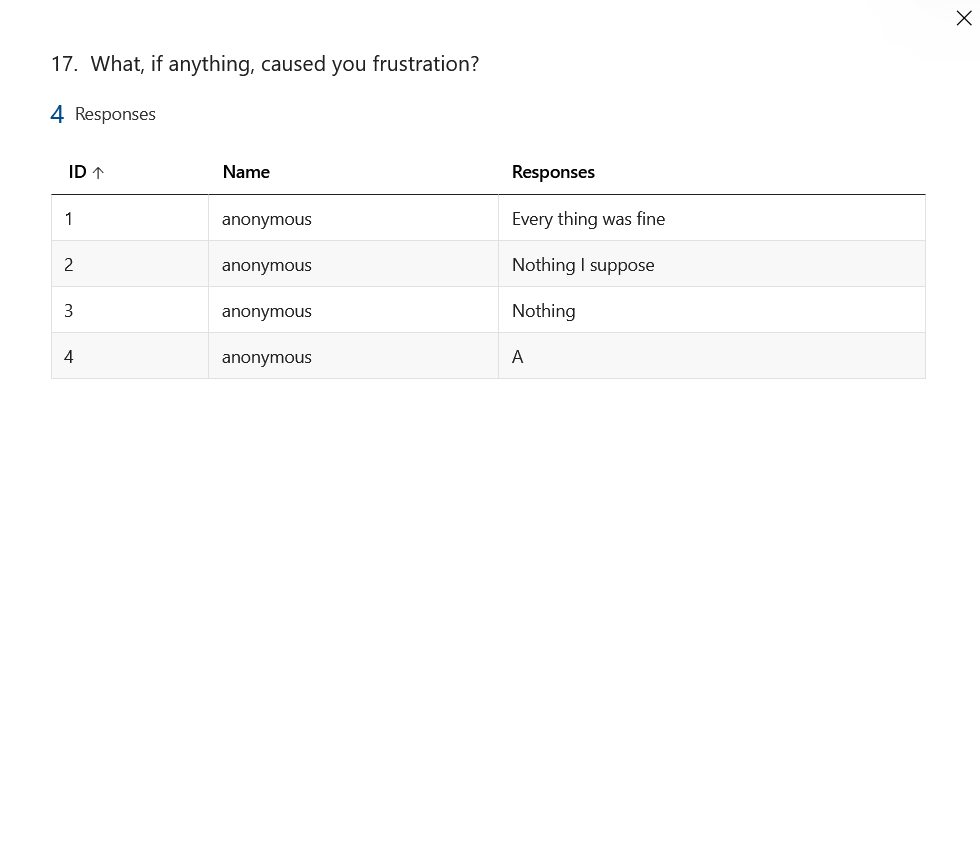 17. What, if anything, caused you frustration?
4 Responses
ID ↑ Name Responses
1 anonymous Every thing was fine
2 anonymous Nothing I suppose
3 anonymous Nothing
4 anonymous A